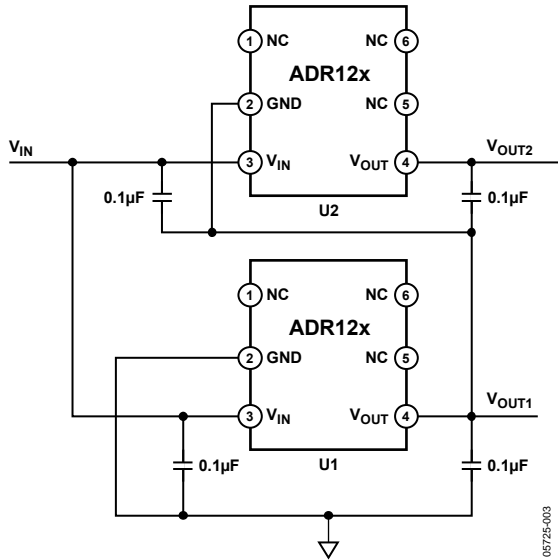 1 NC NC 6
ADR12x
2 GND NC 5
VIN
3 VIN VOUT 4 VOUT2
0.1µF 0.1µF
U2
1 NC NC 6
ADR12x
2 GND NC 5
3 VIN VOUT 4 VOUT1
0.1µF 0.1µF
U1
05725-003